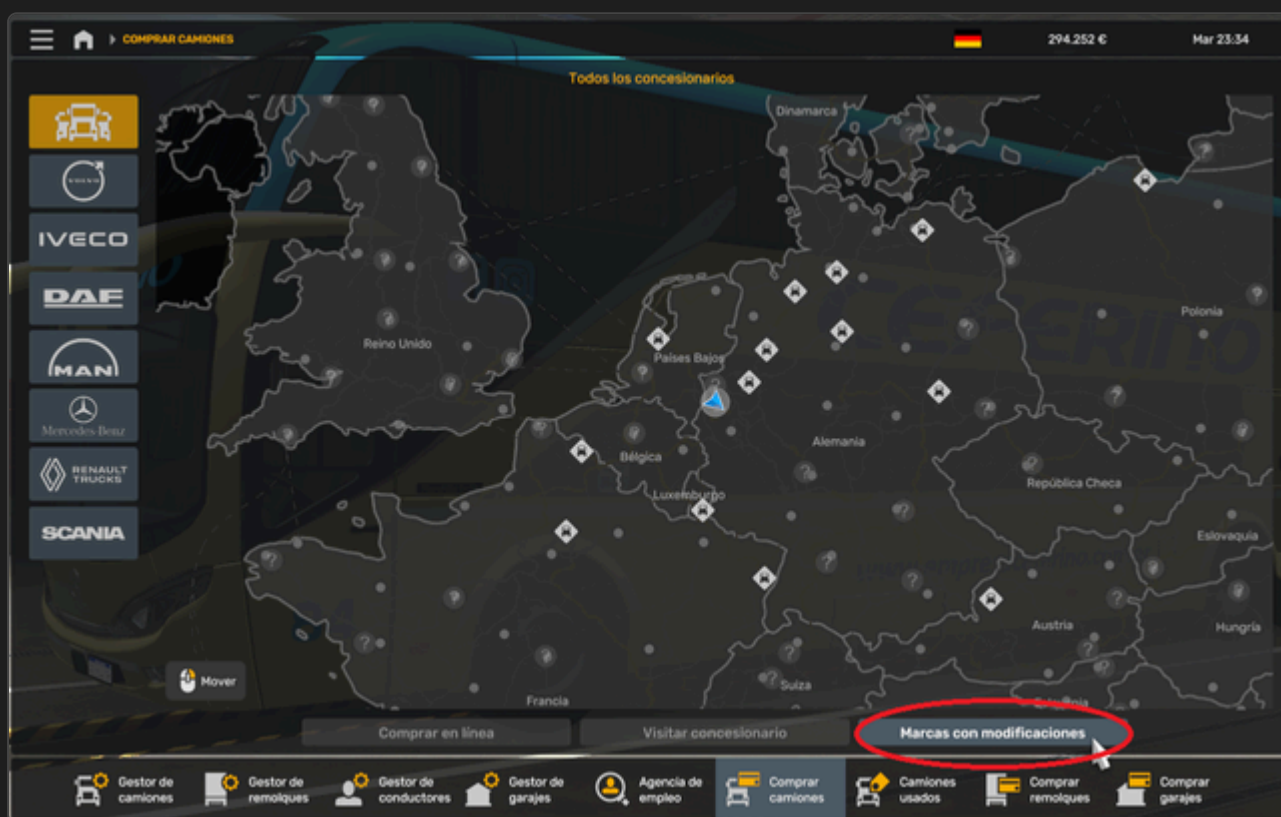 COMPRAR CAMIONES
294.252 €
Mar 23:34
Todos los concesionarios
VOLVO
IVECO
DAF
MAN
Mercedes-Benz
RENAULT
TRUCKS
SCANIA
Dinamarca
Polonia
Reino Unido
Países Bajos
Alemania
Bélgica
Luxemburgo
República Checa
Eslovaquia
Austria
Hungría
Suiza
Francia
CEFERINO
Mover
Comprar en línea
Visitar concesionario
Marcas con modificaciones
Gestor de
camiones
Gestor de
remolques
Gestor de
conductores
Gestor de
garajes
Agencia de
empleo
Comprar
camiones
Camiones
usados
Comprar
remolques
Comprar
garajes